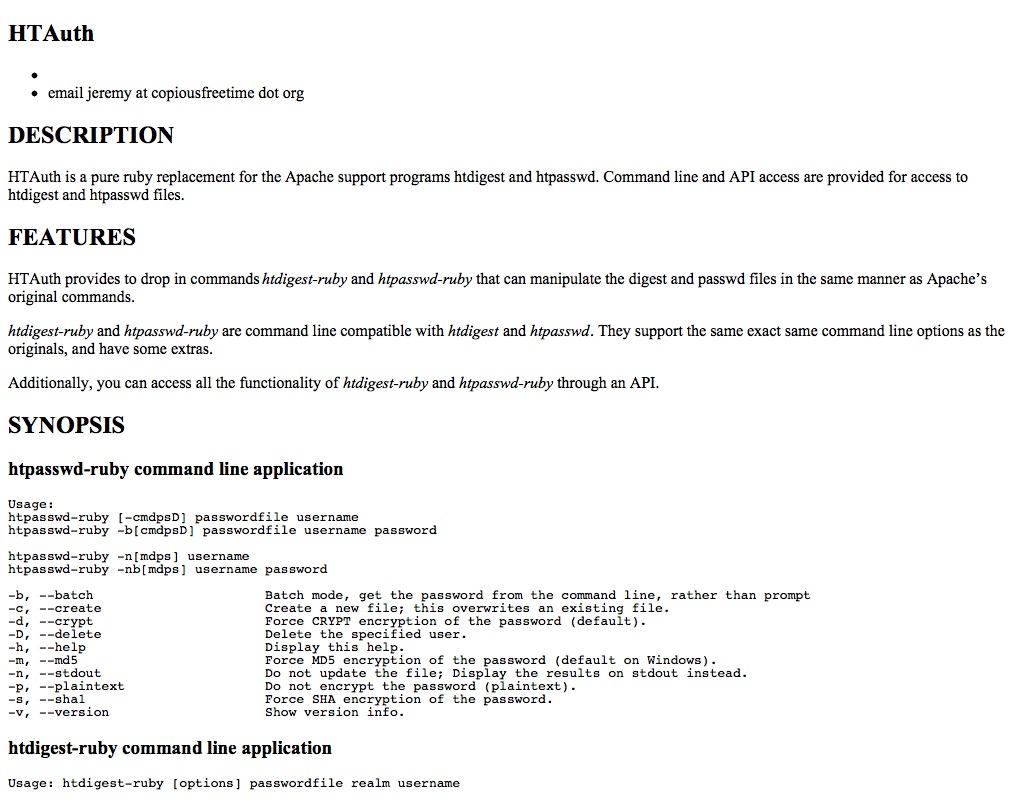 HTAuth
email jeremy at copiousfreetime dot org
DESCRIPTION
HTAuth is a pure ruby replacement for the Apache support programs htdigest and htpasswd. Command line and API access are provided for access to
htdigest and htpasswd files.
FEATURES
HTAuth provides to drop in commands htdigest-ruby and htpasswd-ruby that can manipulate the digest and passwd files in the same manner as Apache’s
original commands.
htdigest-ruby and htpasswd-ruby are command line compatible with htdigest and htpasswd. They support the same exact same command line options as the
originals, and have some extras.
Additionally, you can access all the functionality of htdigest-ruby and htpasswd-ruby through an API.
SYNOPSIS
htpasswd-ruby command line application
Usage:
htpasswd-ruby [-cmdpsD] passwordfile username
htpasswd-ruby -b[cmdpsD] passwordfile username password
htpasswd-ruby -n[mdps] username
htpasswd-ruby -nb[mdps] username password
-b, --batch Batch mode, get the password from the command line, rather than prompt
-c, --create Create a new file; this overwrites an existing file.
-d, --crypt Force CRYPT encryption of the password (default).
-D, --delete Delete the specified user.
-h, --help Display this help.
-m, --md5 Force MD5 encryption of the password (default on Windows).
-n, --stdout Do not update the file; Display the results on stdout instead.
-p, --plaintext Do not encrypt the password (plaintext).
-s, --sha1 Force SHA encryption of the password.
-v, --version Show version info.
htdigest-ruby command line application
Usage: htdigest-ruby [options] passwordfile realm username